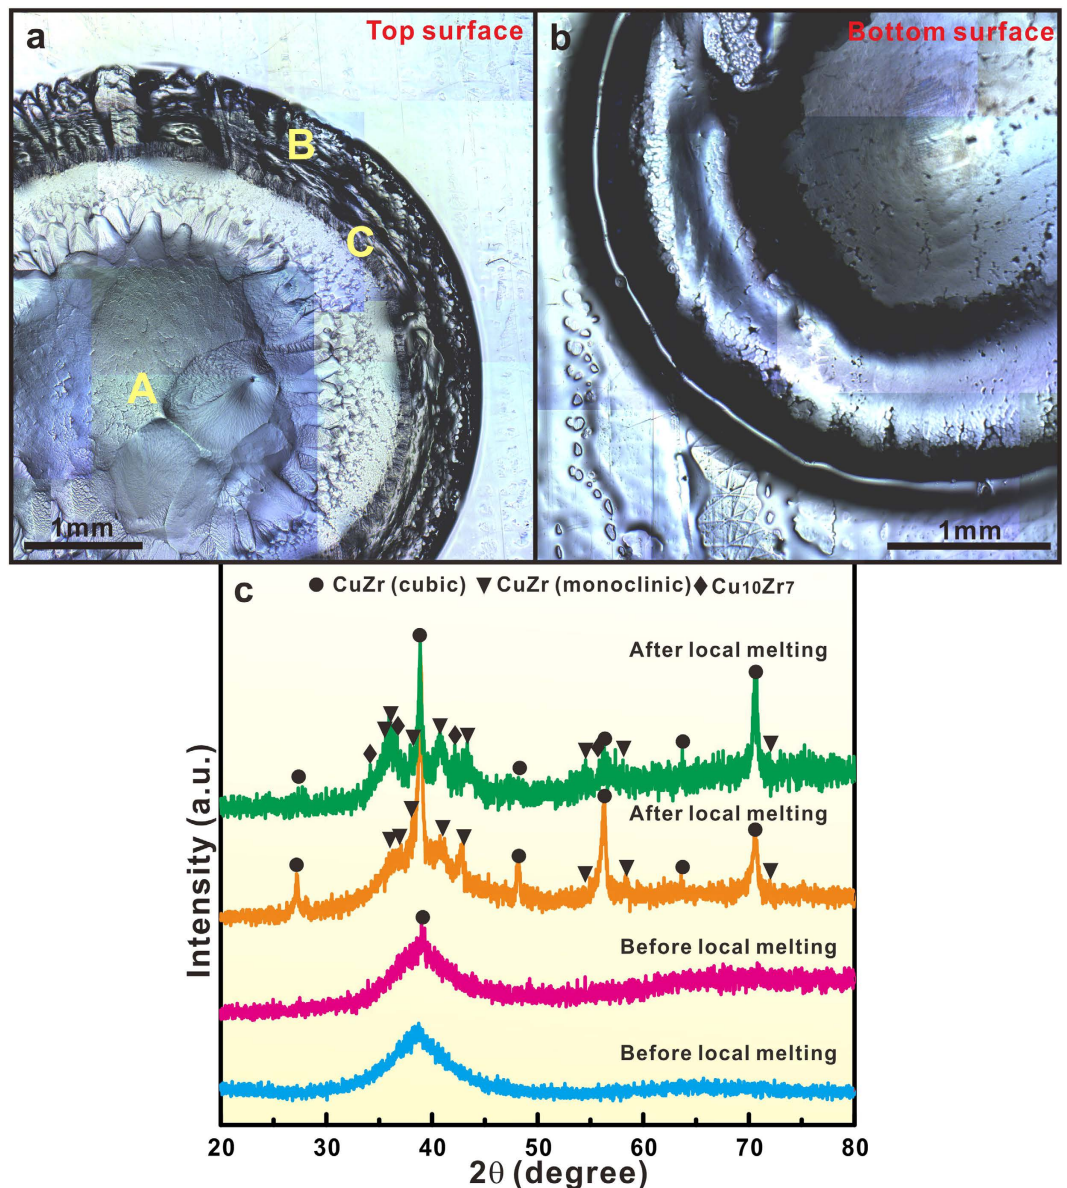 a
Top surface
B
C
A
1mm
b
Bottom surface
1mm
c
● CuZr (cubic) ▼ CuZr (monoclinic) ♦ Cu10Zr7
After local melting
After local melting
Before local melting
Before local melting
Intensity (a.u.)
20 30 40 50 60 70 80
2θ (degree)